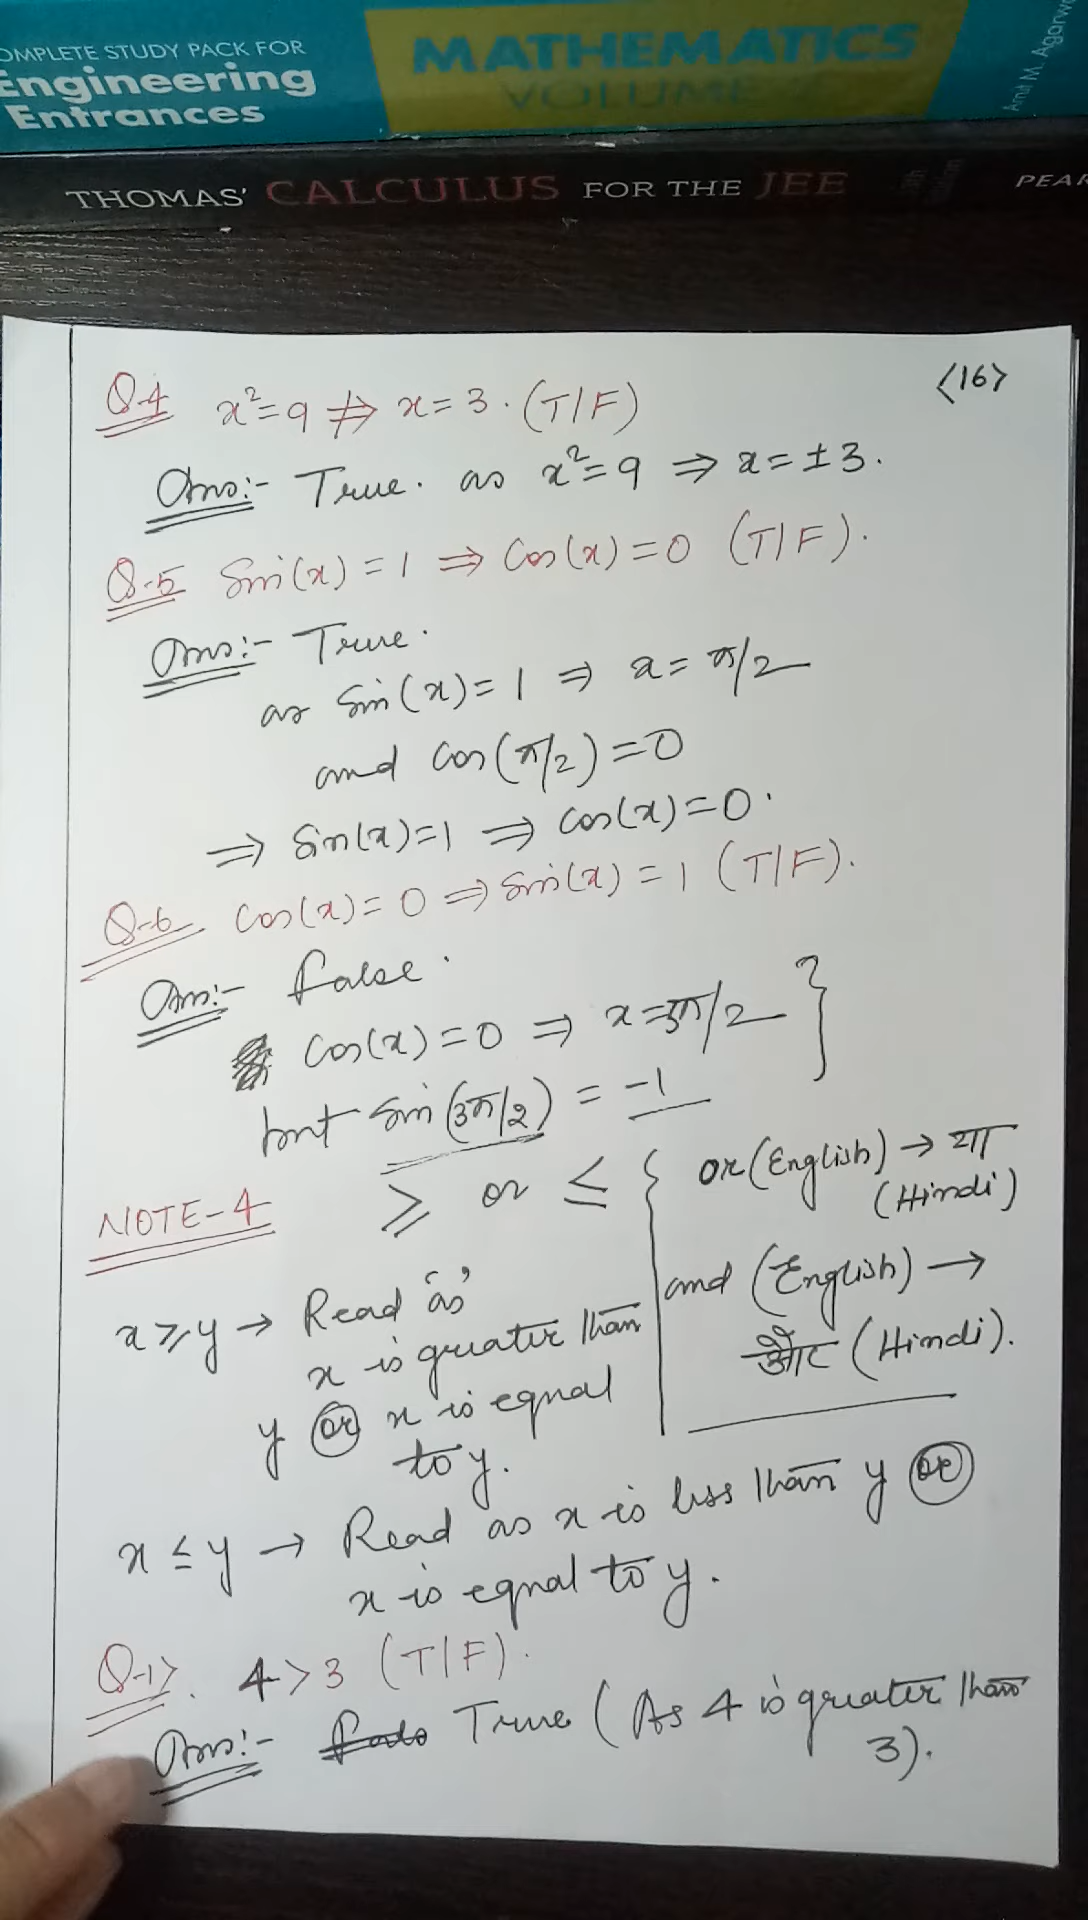 OMPLETE STUDY PACK FOR
Engineering
Entrances
MATHEMATICS
VOLUME
Amit M. Agarw
THOMAS' CALCULUS FOR THE JEE
PEAR
<16>
Q-4 x²=9 ⇏ x=3. (T/F)
Ans:- True. as x²=9 ⇒ x=±3.
Q-5 Sin(x)=1 ⇒ Cos(x)=0 (T/F).
Ans:- True.
as Sin(x)=1 ⇒ x=π/2
and Cos(π/2)=0
⇒ Sin(x)=1 ⇒ Cos(x)=0.
Q-6. Cos(x)=0 ⇒ Sin(x)=1 (T/F).
Ans:- false.
Cos(x)=0 ⇒ x=3π/2 }
but Sin(3π/2) = -1
NOTE-4 ≥ or ≤ { or (English) → या
(Hindi)
and (English) →
और (Hindi).
x≥y → Read 'as'
x is greater than
y or x is equal
to y.
x≤y → Read as x is less than y or
x is equal to y.
Q-1>. 4>3 (T/F).
Ans:- True (As 4 is greater than
3).